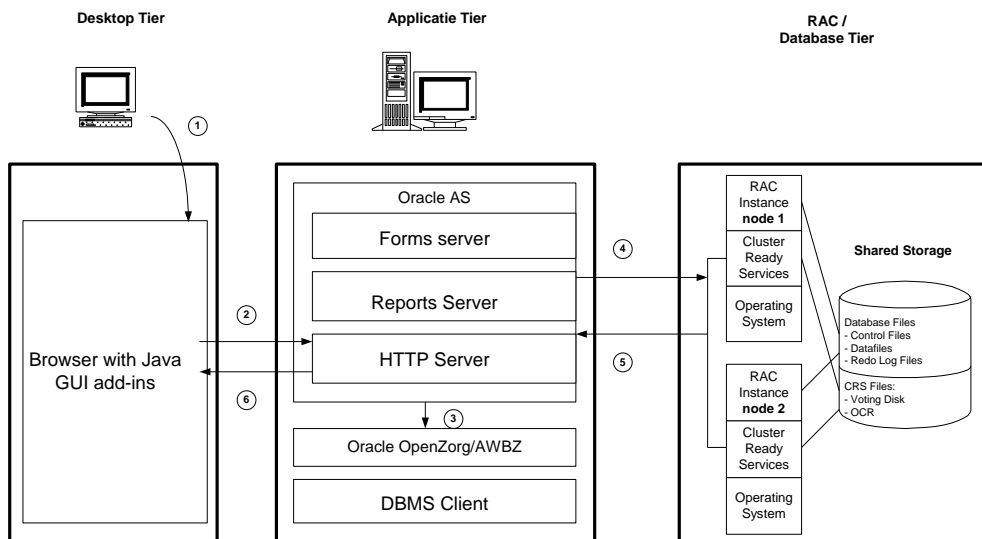 Desktop Tier
Applicatie Tier
RAC /
Database Tier
1
Browser with Java
GUI add-ins
2
6
Oracle AS
Forms server
Reports Server
HTTP Server
3
Oracle OpenZorg/AWBZ
DBMS Client
4
5
RAC
Instance
node 1
Cluster
Ready
Services
Operating
System
RAC
Instance
node 2
Cluster
Ready
Services
Operating
System
Shared Storage
Database Files
- Control Files
- Datafiles
- Redo Log Files
CRS Files:
- Voting Disk
- OCR